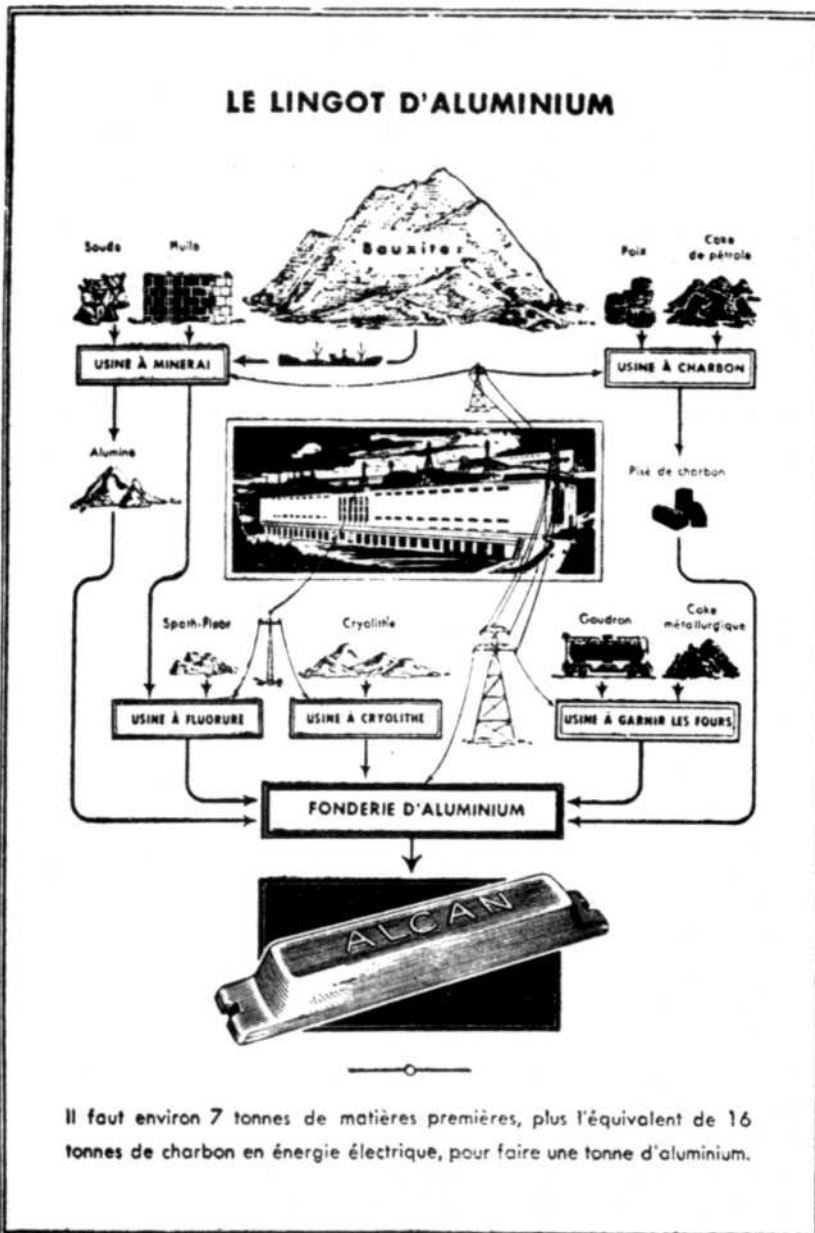 LE LINGOT D'ALUMINIUM
Soude
Huile
Bauxites
Poix
Coke
de pétrole
USINE À MINERAI
USINE À CHARBON
Alumine
Pisé de charbon
Spath-Fluor
Cryolithe
Goudron
Coke
métallurgique
USINE À FLUORURE
USINE À CRYOLITHE
USINE À GARNIR LES FOURS
FONDERIE D'ALUMINIUM
ALCAN
Il faut environ 7 tonnes de matières premières, plus l'équivalent de 16
tonnes de charbon en énergie électrique, pour faire une tonne d'aluminium.